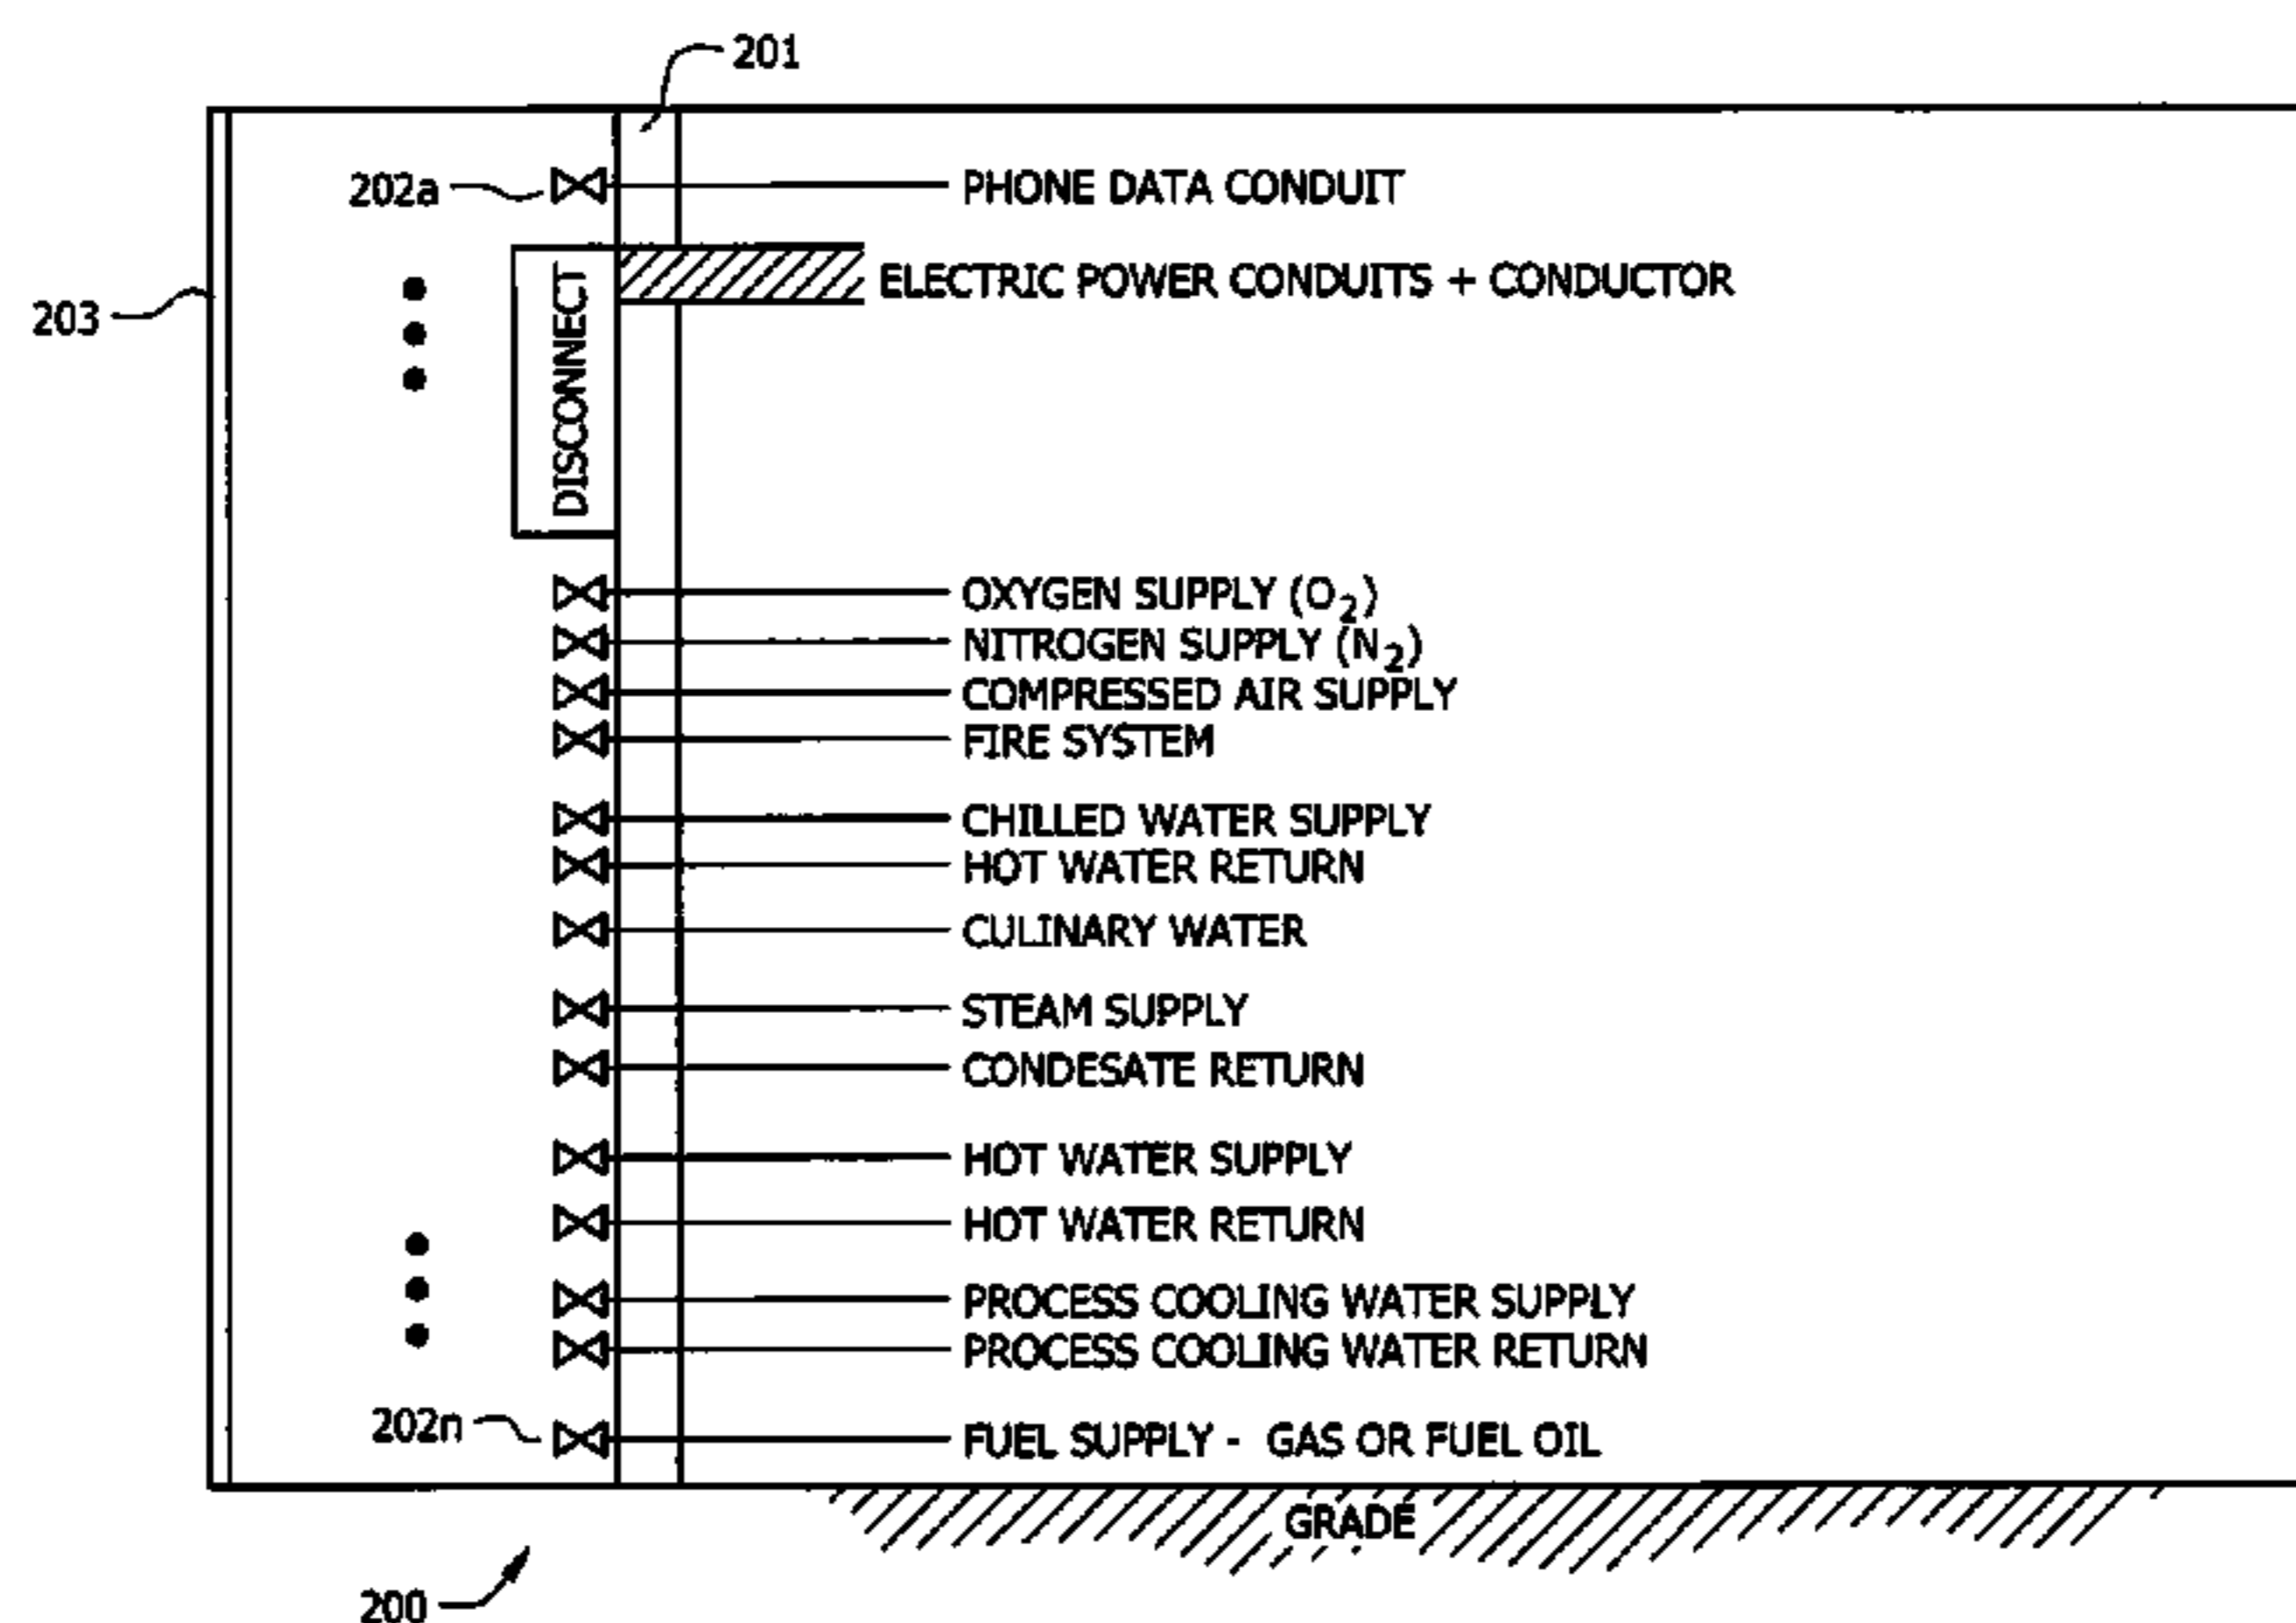 201
202a
PHONE DATA CONDUIT
203
ELECTRIC POWER CONDUITS + CONDUCTOR
DISCONNECT
OXYGEN SUPPLY (O2)
NITROGEN SUPPLY (N2)
COMPRESSED AIR SUPPLY
FIRE SYSTEM
CHILLED WATER SUPPLY
HOT WATER RETURN
CULINARY WATER
STEAM SUPPLY
CONDESATE RETURN
HOT WATER SUPPLY
HOT WATER RETURN
PROCESS COOLING WATER SUPPLY
PROCESS COOLING WATER RETURN
202n
FUEL SUPPLY - GAS OR FUEL OIL
GRADE
200